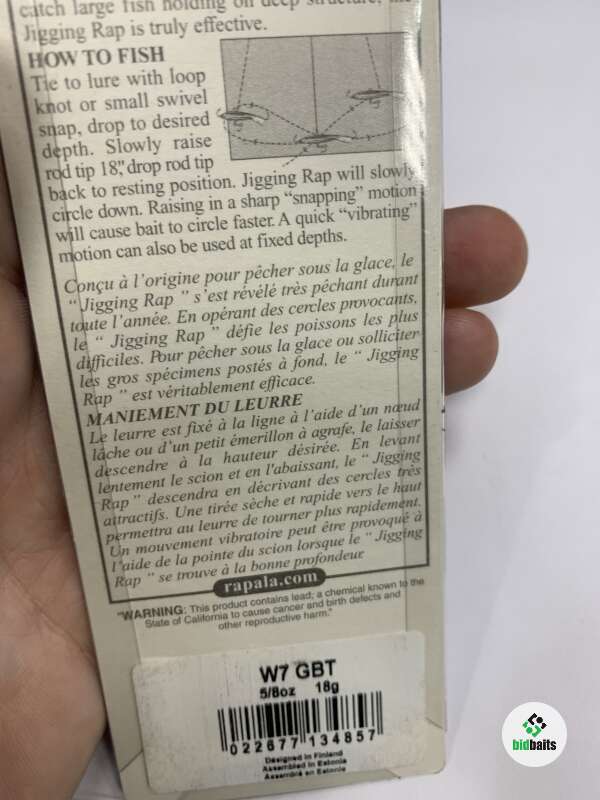 catch large fish holding on deep structure, the
Jigging Rap is truly effective.
HOW TO FISH
Tie to lure with loop
knot or small swivel
snap, drop to desired
depth. Slowly raise
rod tip 18", drop rod tip
back to resting position. Jigging Rap will slowly
circle down. Raising in a sharp "snapping" motion
will cause bait to circle faster. A quick "vibrating"
motion can also be used at fixed depths.
Conçu à l'origine pour pêcher sous la glace, le
" Jigging Rap " s'est révélé très péchant durant
toute l'année. En opérant des cercles provocants,
le " Jigging Rap " défie les poissons les plus
difficiles. Pour pêcher sous la glace ou solliciter
les gros spécimens postés à fond, le " Jigging
Rap " est véritablement efficace.
MANIEMENT DU LEURRE
Le leurre est fixé à la ligne à l'aide d'un nœud
lâche ou d'un petit émerillon à agrafe, le laisser
descendre à la hauteur désirée. En levant
lentement le scion et en l'abaissant, le " Jigging
Rap " descendra en décrivant des cercles très
attractifs. Une tirée sèche et rapide vers le haut
permettra au leurre de tourner plus rapidement.
Un mouvement vibratoire peut être provoqué à
l'aide de la pointe du scion lorsque le " Jigging
Rap " se trouve à la bonne profondeur.
rapala.com
"WARNING: This product contains lead, a chemical known to the
State of California to cause cancer and birth defects and
other reproductive harm."
W7 GBT
5/8oz 18g
0 22677 13485 7
Designed in Finland
Assembled in Estonia
Assemblé en Estonie
bidbaits